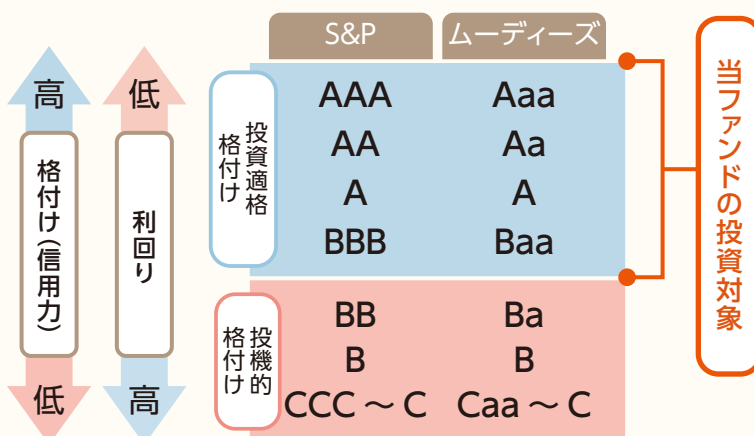 S&P ムーディーズ
高
格付け(信用力)
低
低
利回り
高
投資適格
格付け
AAA Aaa
AA Aa
A A
BBB Baa
投機的
格付け
BB Ba
B B
CCC ～ C Caa ～ C
当ファンドの投資対象